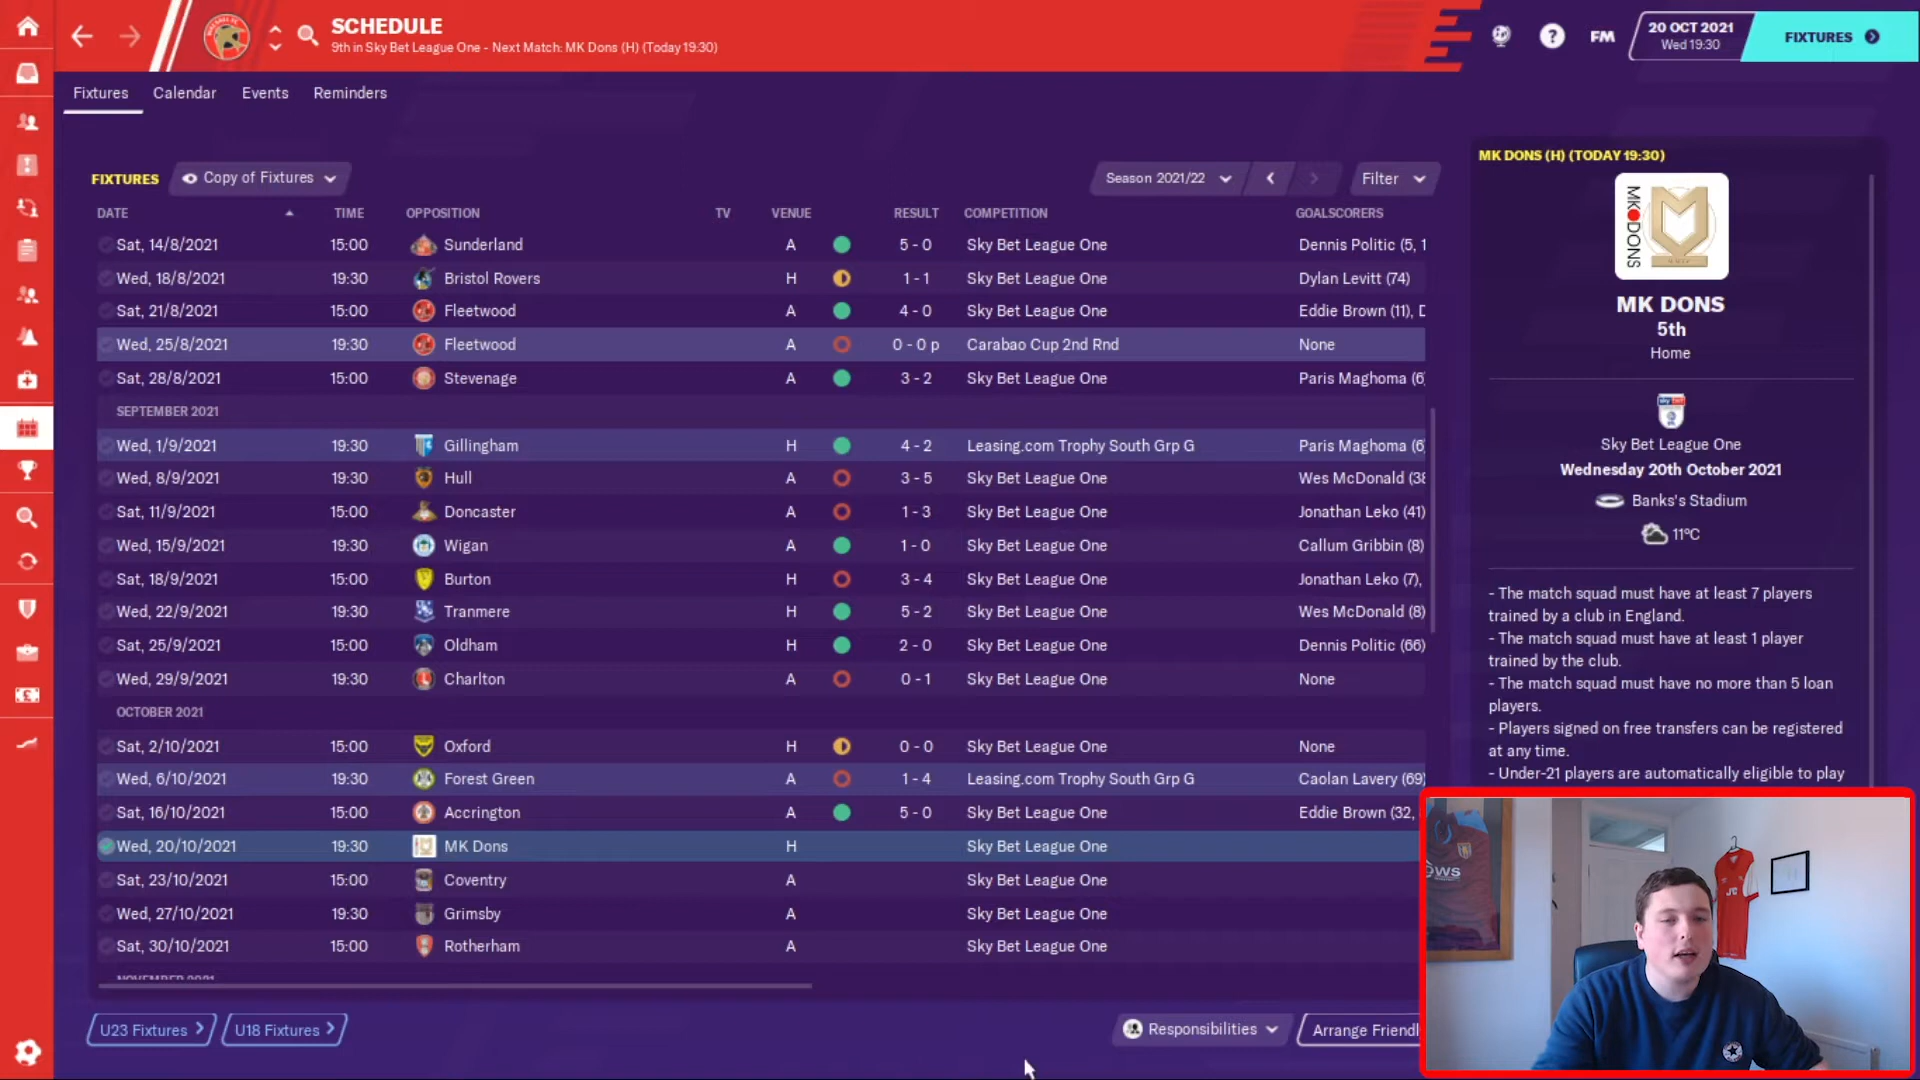 SCHEDULE
9th in Sky Bet League One - Next Match: MK Dons (H) (Today 19:30)
FM
20 OCT 2021
Wed 19:30
FIXTURES
Fixtures Calendar Events Reminders
FIXTURES Copy of Fixtures Season 2021/22 Filter
DATE TIME OPPOSITION TV VENUE RESULT COMPETITION GOALSCORERS
Sat, 14/8/2021 15:00 Sunderland A 5 - 0 Sky Bet League One Dennis Politic (5, 1
Wed, 18/8/2021 19:30 Bristol Rovers H 1 - 1 Sky Bet League One Dylan Levitt (74)
Sat, 21/8/2021 15:00 Fleetwood A 4 - 0 Sky Bet League One Eddie Brown (11), D
Wed, 25/8/2021 19:30 Fleetwood A 0 - 0 p Carabao Cup 2nd Rnd None
Sat, 28/8/2021 15:00 Stevenage A 3 - 2 Sky Bet League One Paris Maghoma (6
SEPTEMBER 2021
Wed, 1/9/2021 19:30 Gillingham H 4 - 2 Leasing.com Trophy South Grp G Paris Maghoma (6
Wed, 8/9/2021 19:30 Hull A 3 - 5 Sky Bet League One Wes McDonald (38
Sat, 11/9/2021 15:00 Doncaster A 1 - 3 Sky Bet League One Jonathan Leko (41)
Wed, 15/9/2021 19:30 Wigan A 1 - 0 Sky Bet League One Callum Gribbin (8)
Sat, 18/9/2021 15:00 Burton H 3 - 4 Sky Bet League One Jonathan Leko (7),
Wed, 22/9/2021 19:30 Tranmere H 5 - 2 Sky Bet League One Wes McDonald (8)
Sat, 25/9/2021 15:00 Oldham H 2 - 0 Sky Bet League One Dennis Politic (66)
Wed, 29/9/2021 19:30 Charlton A 0 - 1 Sky Bet League One None
OCTOBER 2021
Sat, 2/10/2021 15:00 Oxford H 0 - 0 Sky Bet League One None
Wed, 6/10/2021 19:30 Forest Green A 1 - 4 Leasing.com Trophy South Grp G Caolan Lavery (69)
Sat, 16/10/2021 15:00 Accrington A 5 - 0 Sky Bet League One Eddie Brown (32,
Wed, 20/10/2021 19:30 MK Dons H Sky Bet League One
Sat, 23/10/2021 15:00 Coventry A Sky Bet League One
Wed, 27/10/2021 19:30 Grimsby A Sky Bet League One
Sat, 30/10/2021 15:00 Rotherham A Sky Bet League One
NOVEMBER 2021
U23 Fixtures U18 Fixtures Responsibilities Arrange Friendl
MK DONS (H) (TODAY 19:30)
MK DONS
MK DONS
5th
Home
Sky Bet League One
Wednesday 20th October 2021
Banks's Stadium
11°C
- The match squad must have at least 7 players
trained by a club in England.
- The match squad must have at least 1 player
trained by the club.
- The match squad must have no more than 5 loan
players.
- Players signed on free transfers can be registered
at any time.
- Under-21 players are automatically eligible to play
JC